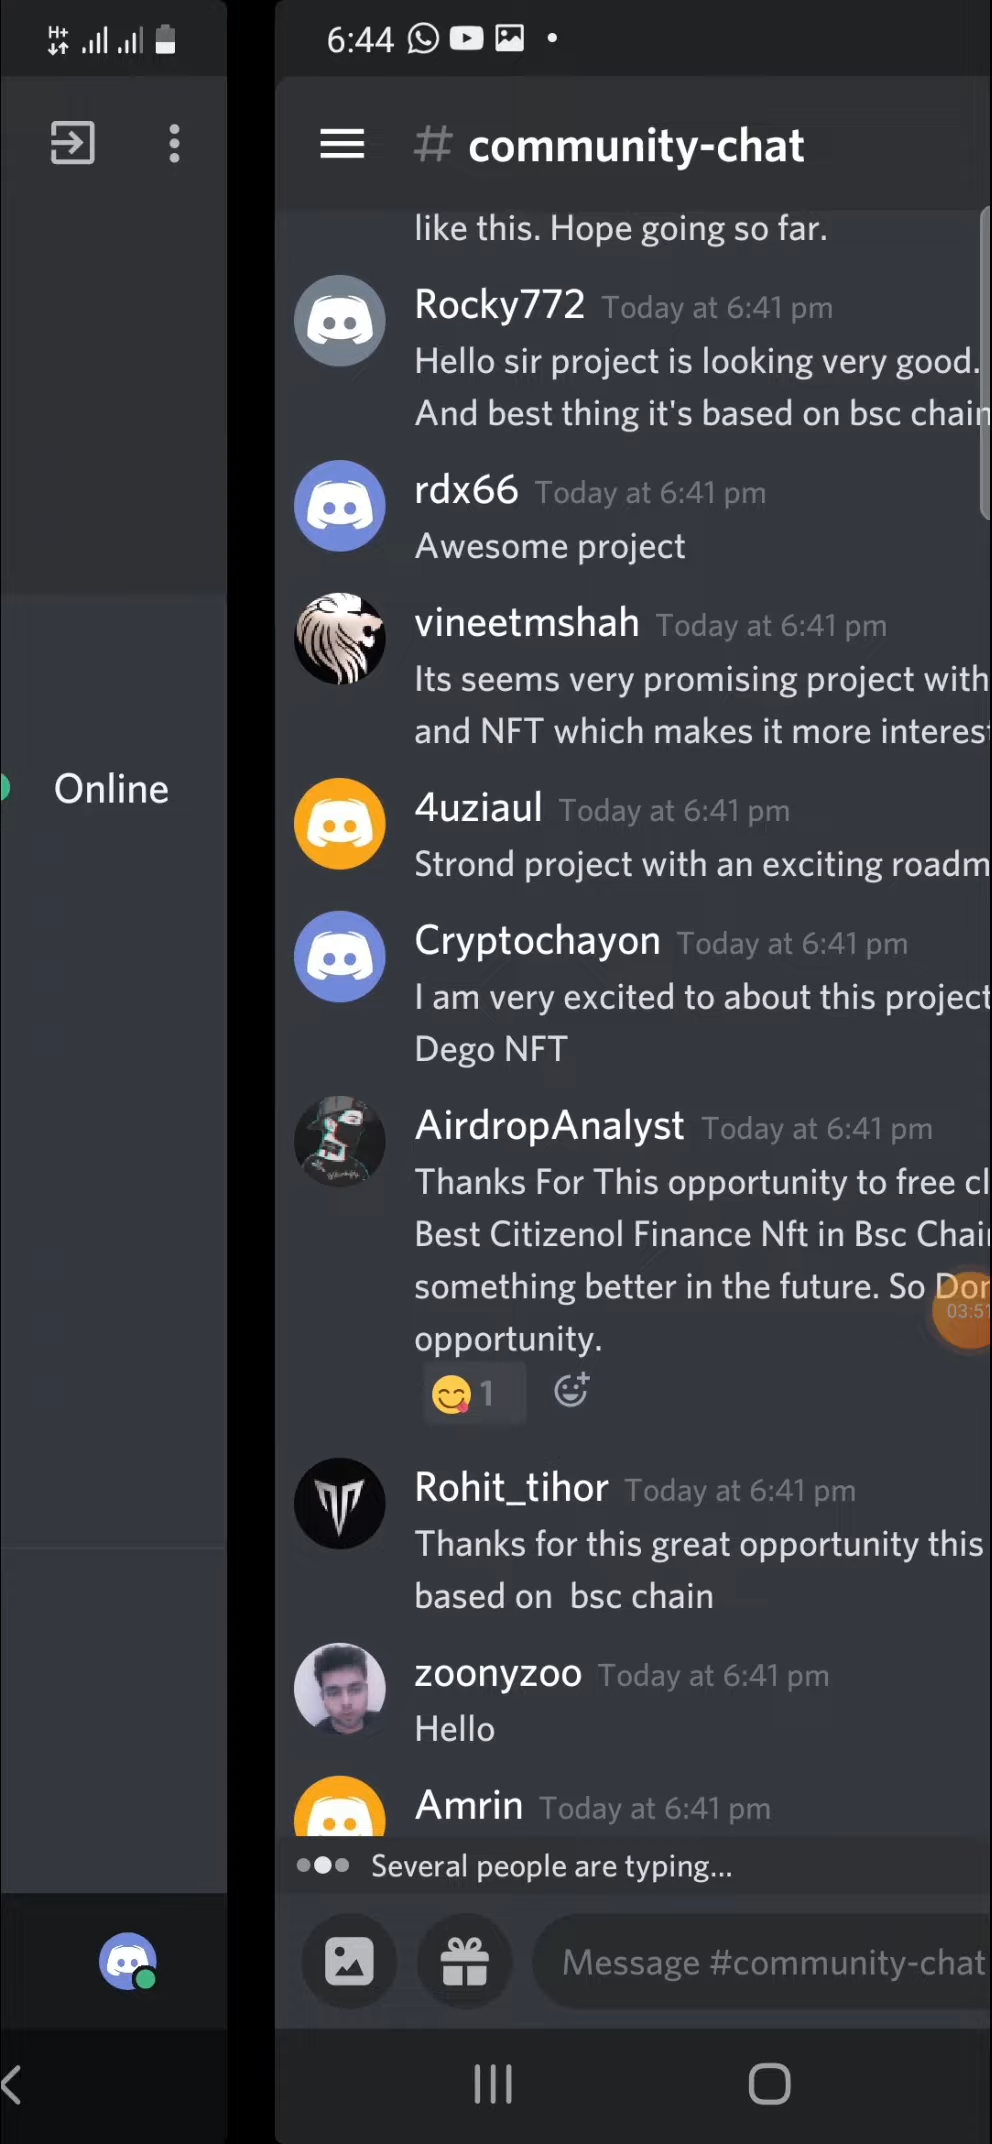 H+
Online
6:44
# community-chat
like this. Hope going so far.
Rocky772 Today at 6:41 pm
Hello sir project is looking very good.
And best thing it's based on bsc chain
rdx66 Today at 6:41 pm
Awesome project
vineetmshah Today at 6:41 pm
Its seems very promising project with
and NFT which makes it more interes
4uziaul Today at 6:41 pm
Strond project with an exciting roadm
Cryptochayon Today at 6:41 pm
I am very excited to about this project
Dego NFT
AirdropAnalyst Today at 6:41 pm
Thanks For This opportunity to free cl
Best Citizenol Finance Nft in Bsc Chai
something better in the future. So Don
opportunity.
03:51
1
Rohit_tihor Today at 6:41 pm
Thanks for this great opportunity this
based on bsc chain
zoonyzoo Today at 6:41 pm
Hello
Amrin Today at 6:41 pm
Several people are typing...
Message #community-chat